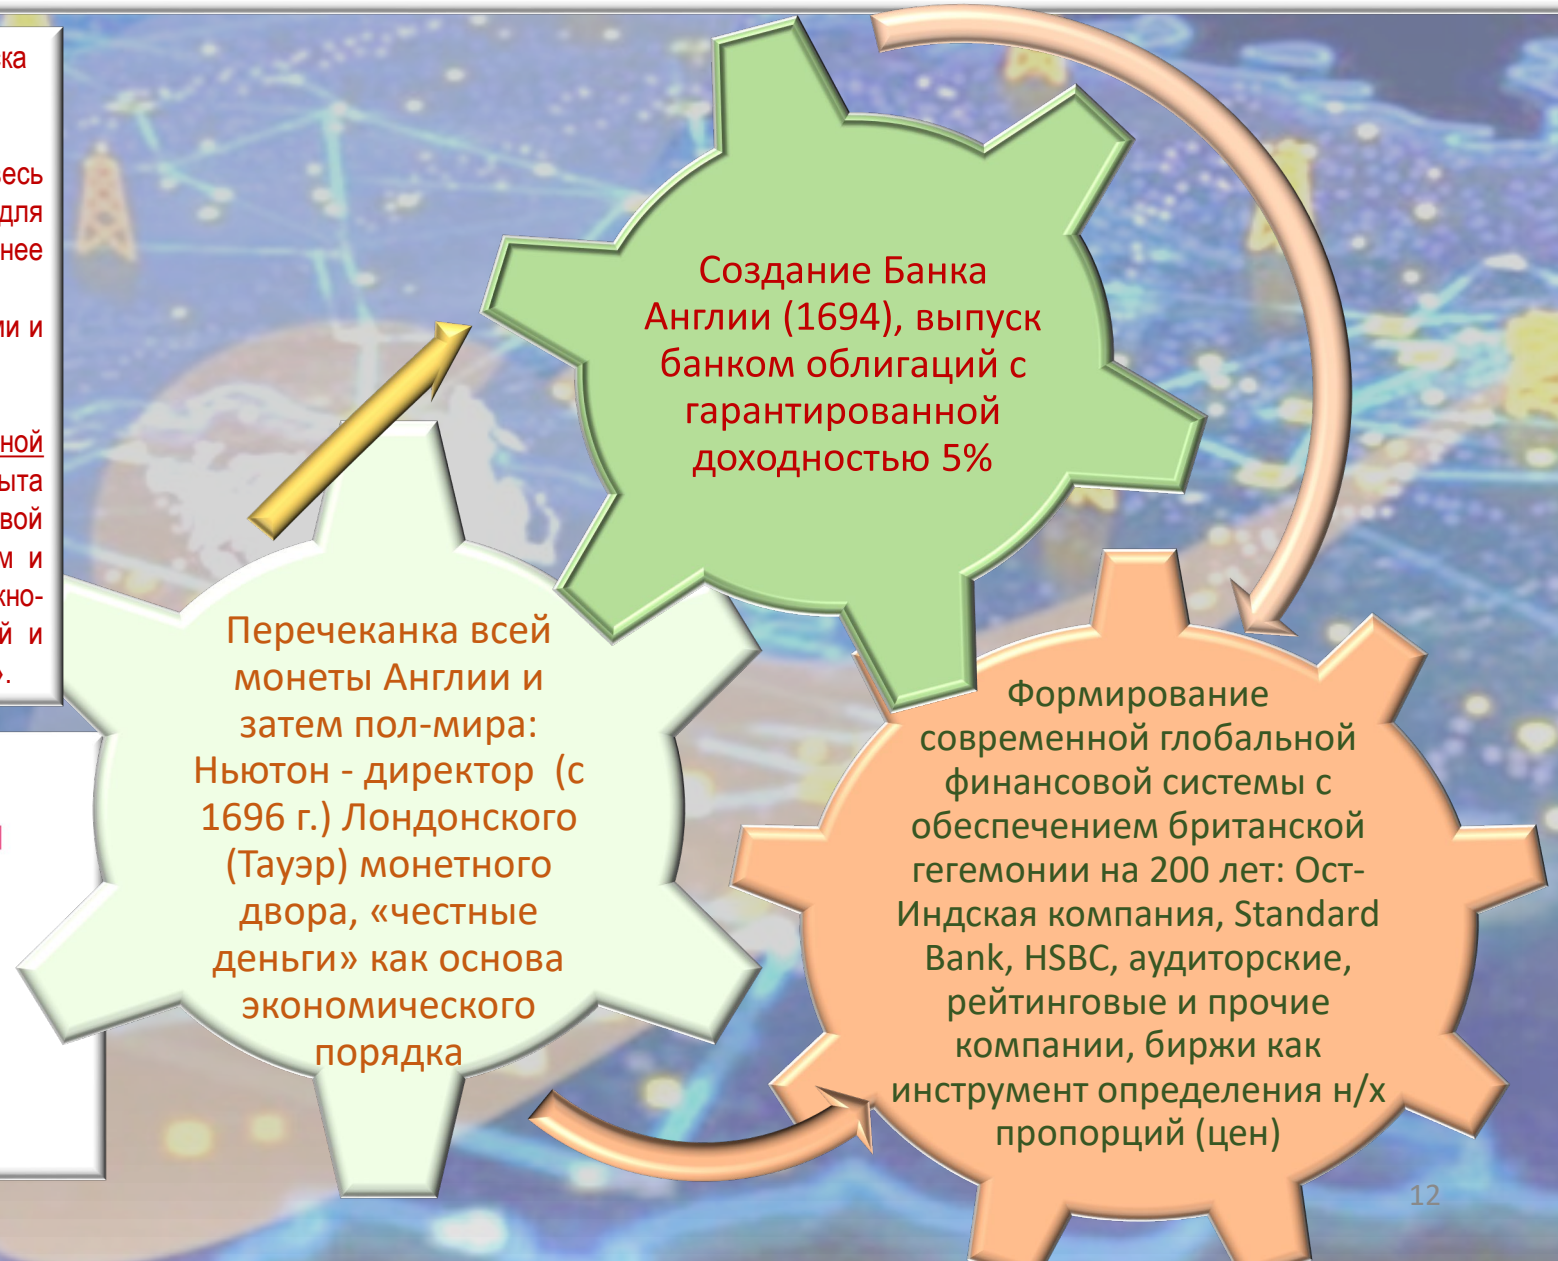 для
ми и
м и
й и
».
Создание Банка
Англии (1694), выпуск
банком облигаций с
гарантированной
доходностью 5%
Перечеканка всей
монеты Англии и
затем пол-мира:
Ньютон - директор (с
1696 г.) Лондонского
(Тауэр) монетного
двора, «честные
деньги» как основа
экономического
порядка
Формирование
современной глобальной
финансовой системы с
обеспечением британской
гегемонии на 200 лет: Ост-
Индская компания, Standard
Bank, HSBC, аудиторские,
рейтинговые и прочие
компании, биржи как
инструмент определения н/х
пропорций (цен)
12